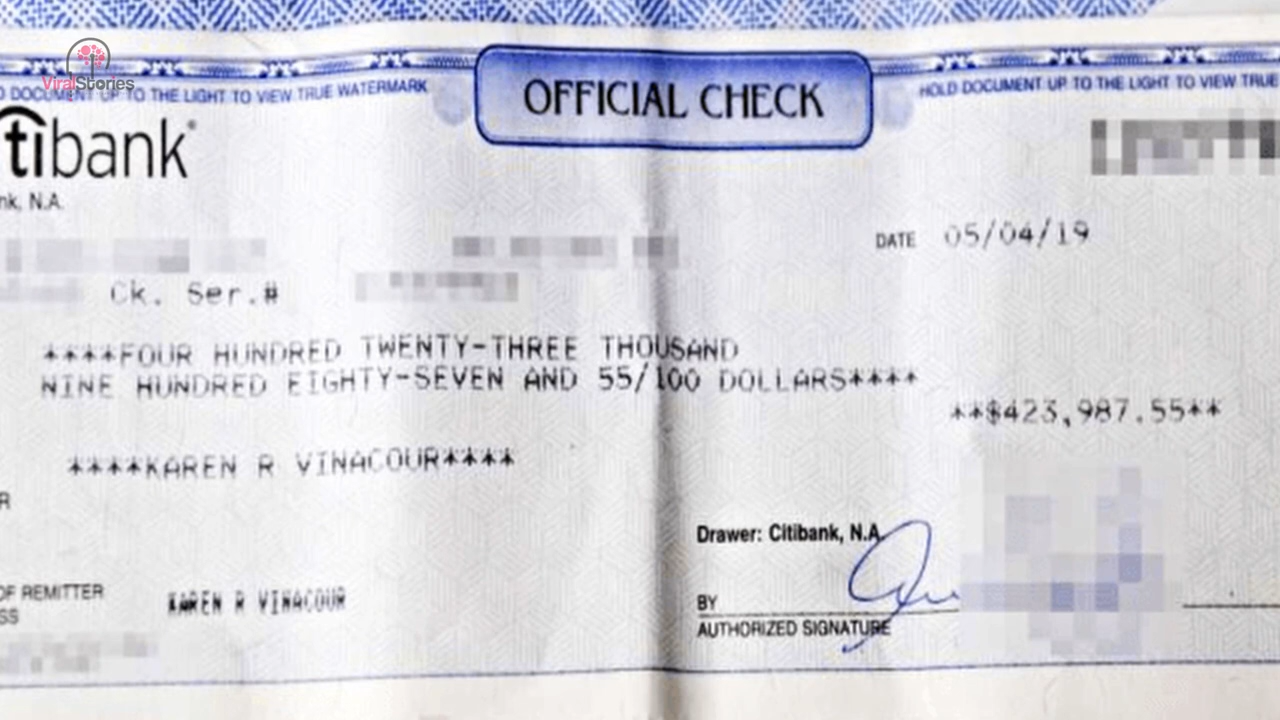 ViralStories
DOCUMENT UP TO THE LIGHT TO VIEW TRUE WATERMARK
OFFICIAL CHECK
HOLD DOCUMENT UP TO THE LIGHT TO VIEW TRUE
tibank
nk, N.A.
DATE 05/04/19
Ck. Ser.#
****FOUR HUNDRED TWENTY-THREE THOUSAND
NINE HUNDRED EIGHTY-SEVEN AND 55/100 DOLLARS****
**$423,987.55**
****KAREN R VINACOUR****
R
Drawer: Citibank, N.A.
OF REMITTER
KAREN R VINACOUR
SS
BY
AUTHORIZED SIGNATURE